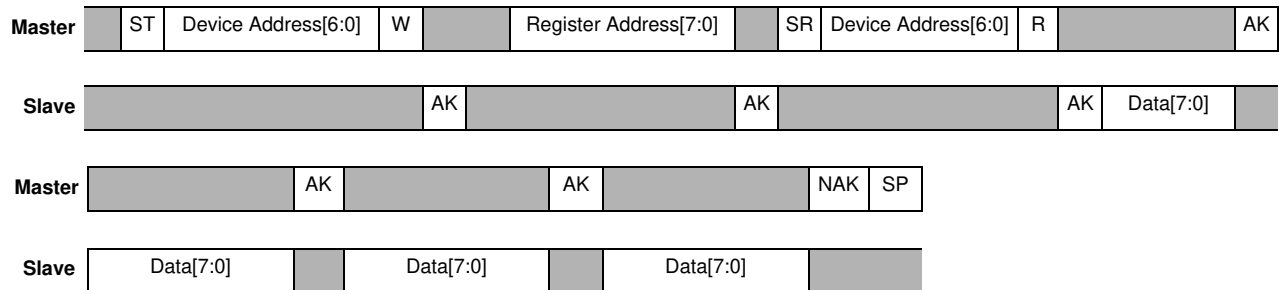 Master ST Device Address[6:0] W Register Address[7:0] SR Device Address[6:0] R AK
Slave AK AK AK Data[7:0]
Master AK AK NAK SP
Slave Data[7:0] Data[7:0] Data[7:0]